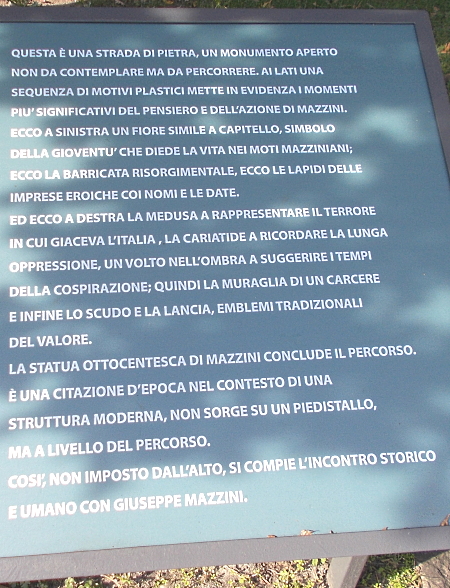 QUESTA È UNA STRADA DI PIETRA, UN MONUMENTO APERTO
NON DA CONTEMPLARE MA DA PERCORRERE. AI LATI UNA
SEQUENZA DI MOTIVI PLASTICI METTE IN EVIDENZA I MOMENTI
PIU' SIGNIFICATIVI DEL PENSIERO E DELL'AZIONE DI MAZZINI.
ECCO A SINISTRA UN FIORE SIMILE A CAPITELLO, SIMBOLO
DELLA GIOVENTU' CHE DIEDE LA VITA NEI MOTI MAZZINIANI;
ECCO LA BARRICATA RISORGIMENTALE, ECCO LE LAPIDI DELLE
IMPRESE EROICHE COI NOMI E LE DATE.
ED ECCO A DESTRA LA MEDUSA A RAPPRESENTARE IL TERRORE
IN CUI GIACEVA L'ITALIA , LA CARIATIDE A RICORDARE LA LUNGA
OPPRESSIONE, UN VOLTO NELL'OMBRA A SUGGERIRE I TEMPI
DELLA COSPIRAZIONE; QUINDI LA MURAGLIA DI UN CARCERE
E INFINE LO SCUDO E LA LANCIA, EMBLEMI TRADIZIONALI
DEL VALORE.
LA STATUA OTTOCENTESCA DI MAZZINI CONCLUDE IL PERCORSO.
È UNA CITAZIONE D'EPOCA NEL CONTESTO DI UNA
STRUTTURA MODERNA, NON SORGE SU UN PIEDISTALLO,
MA A LIVELLO DEL PERCORSO.
COSI', NON IMPOSTO DALL'ALTO, SI COMPIE L'INCONTRO STORICO
E UMANO CON GIUSEPPE MAZZINI.